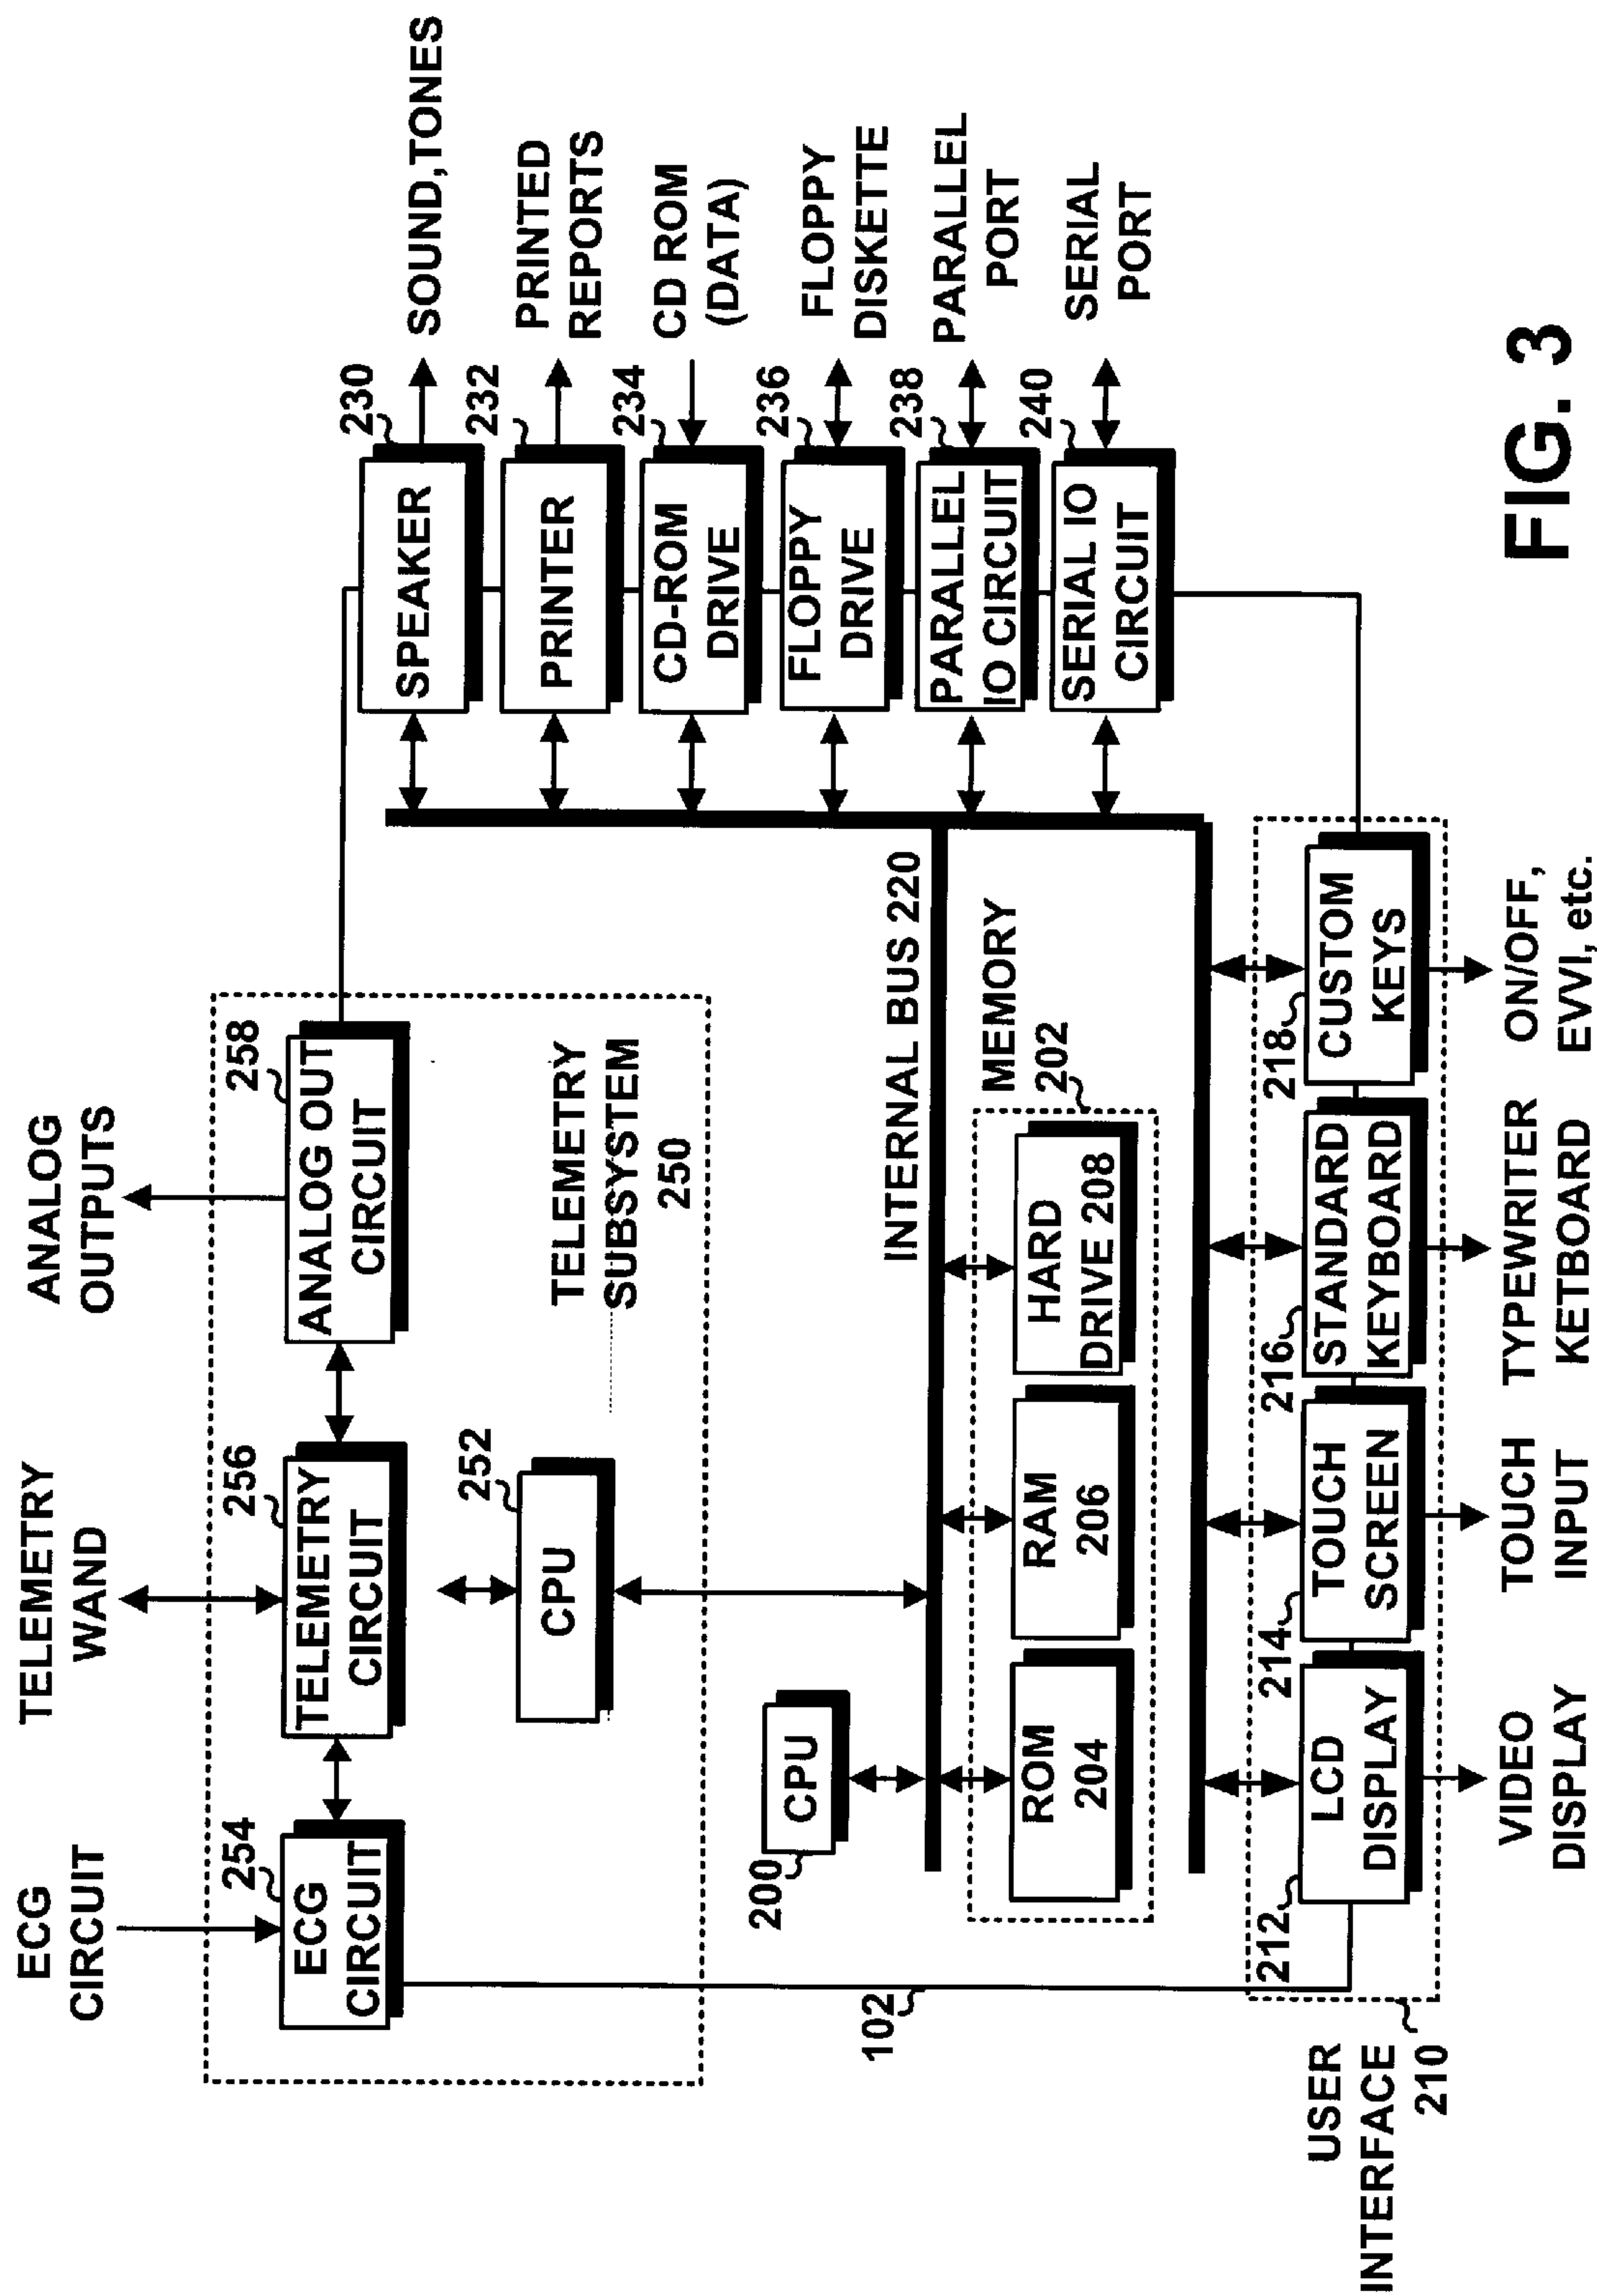 ECG
CIRCUIT
TELEMETRY
WAND
ANALOG
OUTPUTS
254
ECG
CIRCUIT
256
TELEMETRY
CIRCUIT
258
ANALOG OUT
CIRCUIT
252
CPU
TELEMETRY
SUBSYSTEM
250
230
SPEAKER
SOUND,TONES
232
PRINTER
PRINTED
REPORTS
234
CD-ROM
DRIVE
CD ROM
(DATA)
236
FLOPPY
DRIVE
FLOPPY
DISKETTE
238
PARALLEL
IO CIRCUIT
PARALLEL
PORT
240
SERIAL IO
CIRCUIT
SERIAL
PORT
200
CPU
INTERNAL BUS 220
MEMORY
202
ROM
204
RAM
206
HARD
DRIVE 208
102
USER
INTERFACE
210
212
LCD
DISPLAY
214
TOUCH
SCREEN
216
STANDARD
KEYBOARD
218
CUSTOM
KEYS
VIDEO
DISPLAY
TOUCH
INPUT
TYPEWRITER
KETBOARD
ON/OFF,
EVVI, etc.
FIG. 3